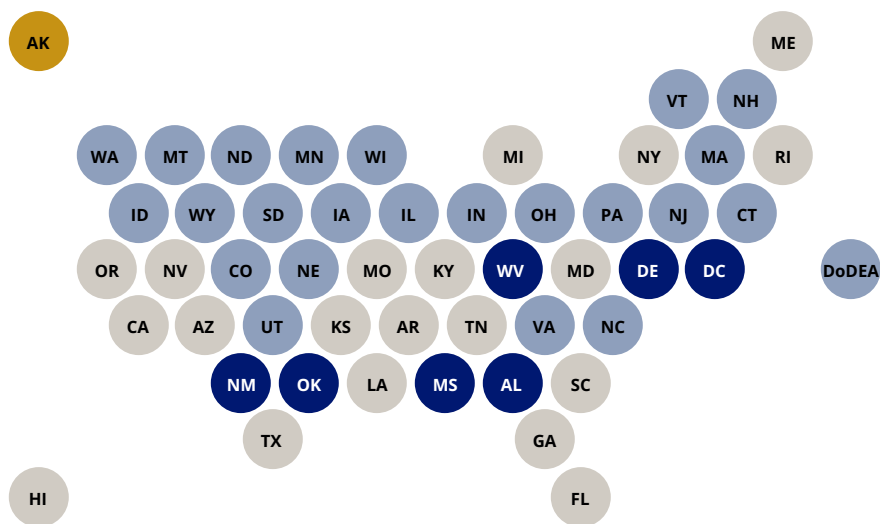 AK ME
VT NH
WA MT ND MN WI MI NY MA RI
ID WY SD IA IL IN OH PA NJ CT
OR NV CO NE MO KY WV MD DE DC DoDEA
CA AZ UT KS AR TN VA NC
NM OK LA MS AL SC
TX GA
HI FL